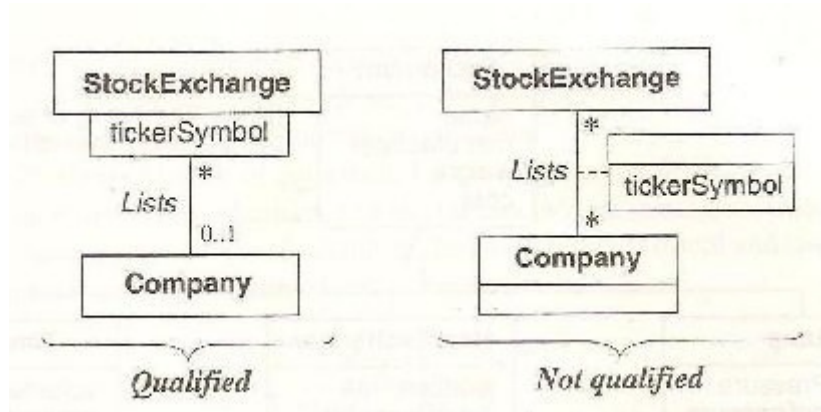 StockExchange
tickerSymbol
*
Lists
0..1
Company
Qualified
StockExchange
*
Lists
tickerSymbol
*
Company
Not qualified